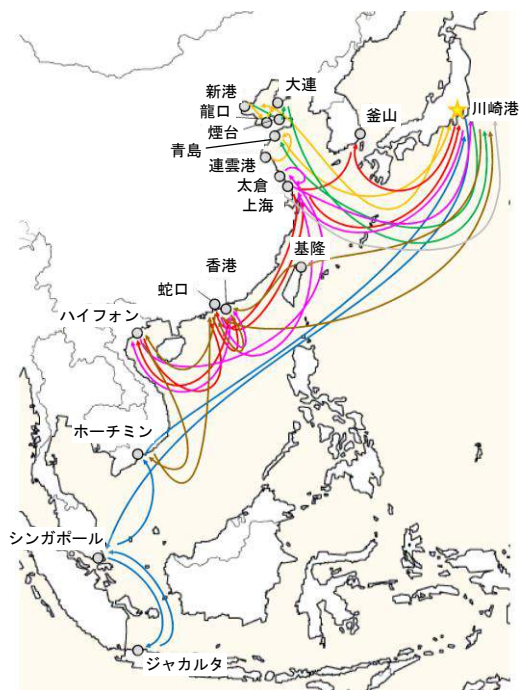 新港
大連
龍口
煙台
釜山
川崎港
青島
連雲港
太倉
上海
基隆
香港
蛇口
ハイフォン
ホーチミン
シンガポール
ジャカルタ